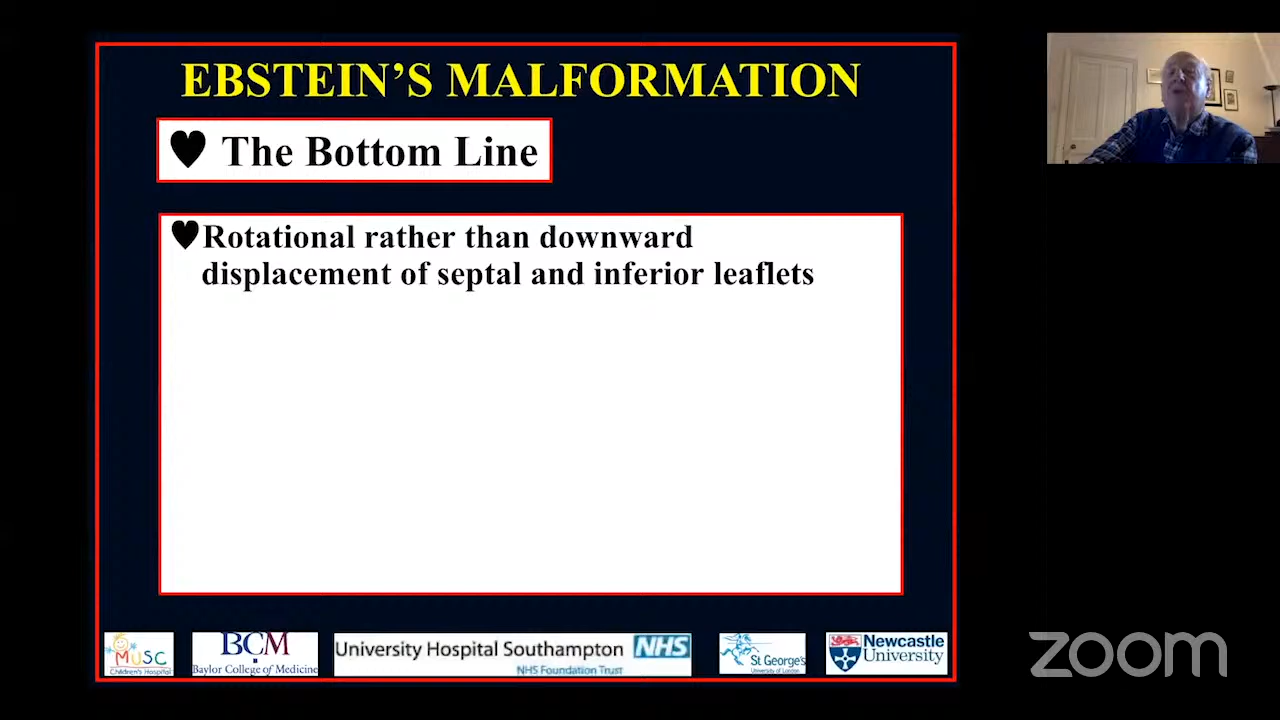 EBSTEIN'S MALFORMATION
♥ The Bottom Line
♥Rotational rather than downward
displacement of septal and inferior leaflets
MUSC
Children's Hospital
BCM
Baylor College of Medicine
University Hospital Southampton NHS
NHS Foundation Trust
St George's
University of London
Newcastle
University
zoom